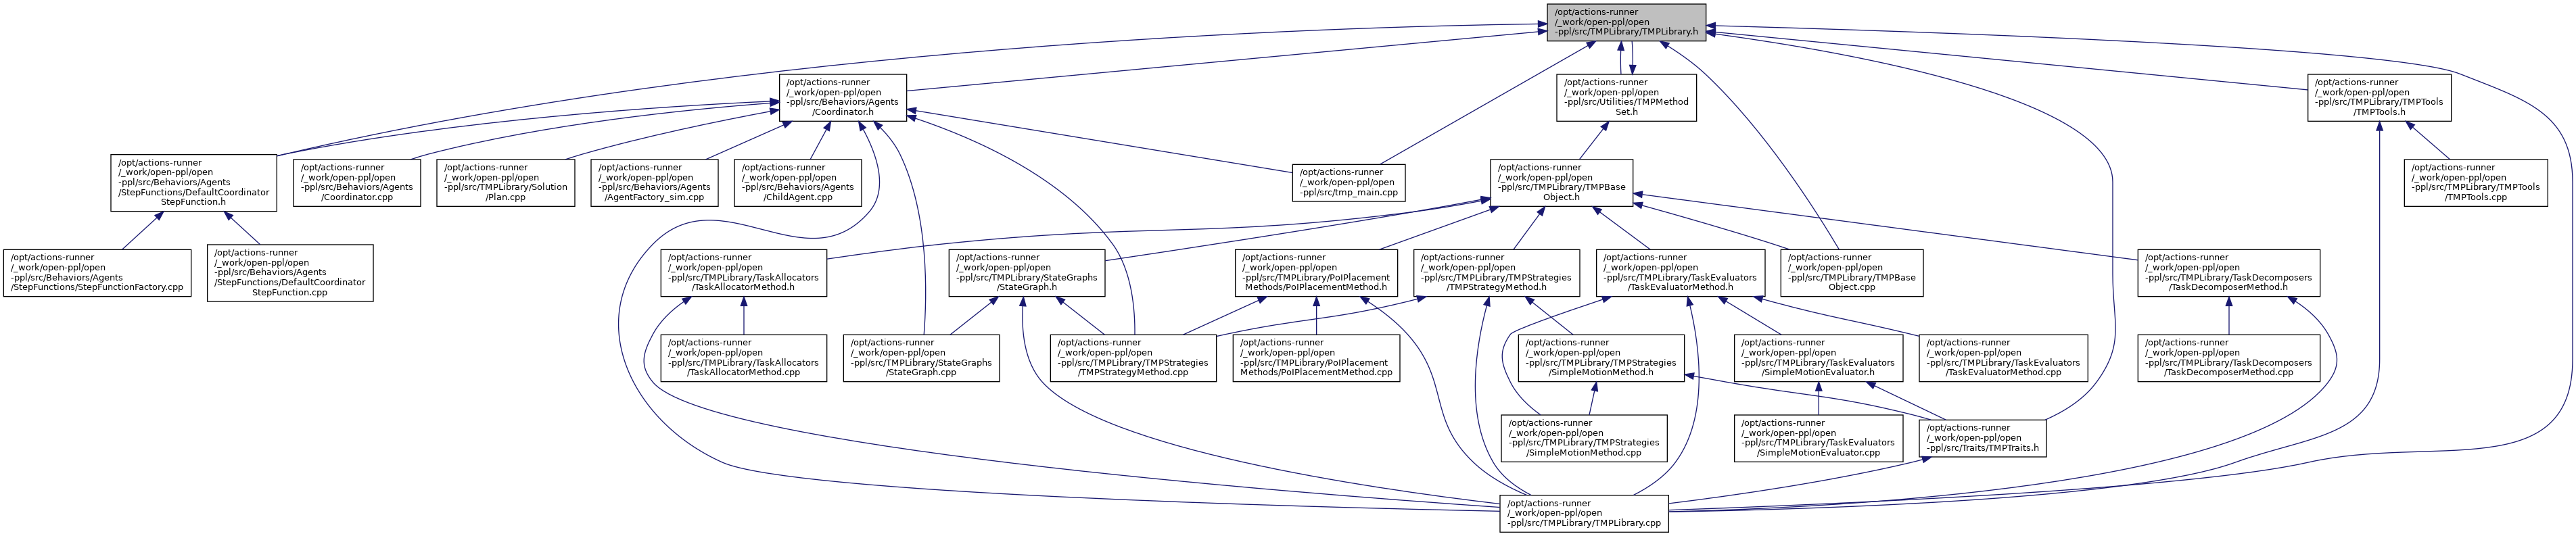 /opt/actions-runner
/_work/open-ppl/open
-ppl/src/TMPLibrary/TMPLibrary.h
/opt/actions-runner
/_work/open-ppl/open
-ppl/src/Behaviors/Agents
/Coordinator.h
/opt/actions-runner
/_work/open-ppl/open
-ppl/src/Utilities/TMPMethod
Set.h
/opt/actions-runner
/_work/open-ppl/open
-ppl/src/TMPLibrary/TMPTools
/TMPTools.h
/opt/actions-runner
/_work/open-ppl/open
-ppl/src/Behaviors/Agents
/StepFunctions/DefaultCoordinator
StepFunction.h
/opt/actions-runner
/_work/open-ppl/open
-ppl/src/Behaviors/Agents
/Coordinator.cpp
/opt/actions-runner
/_work/open-ppl/open
-ppl/src/TMPLibrary/Solution
/Plan.cpp
/opt/actions-runner
/_work/open-ppl/open
-ppl/src/Behaviors/Agents
/AgentFactory_sim.cpp
/opt/actions-runner
/_work/open-ppl/open
-ppl/src/Behaviors/Agents
/ChildAgent.cpp
/opt/actions-runner
/_work/open-ppl/open
-ppl/src/tmp_main.cpp
/opt/actions-runner
/_work/open-ppl/open
-ppl/src/TMPLibrary/TMPBase
Object.h
/opt/actions-runner
/_work/open-ppl/open
-ppl/src/TMPLibrary/TMPTools
/TMPTools.cpp
/opt/actions-runner
/_work/open-ppl/open
-ppl/src/Behaviors/Agents
/StepFunctions/StepFunctionFactory.cpp
/opt/actions-runner
/_work/open-ppl/open
-ppl/src/Behaviors/Agents
/StepFunctions/DefaultCoordinator
StepFunction.cpp
/opt/actions-runner
/_work/open-ppl/open
-ppl/src/TMPLibrary/TaskAllocators
/TaskAllocatorMethod.h
/opt/actions-runner
/_work/open-ppl/open
-ppl/src/TMPLibrary/StateGraphs
/StateGraph.h
/opt/actions-runner
/_work/open-ppl/open
-ppl/src/TMPLibrary/PoIPlacement
Methods/PoIPlacementMethod.h
/opt/actions-runner
/_work/open-ppl/open
-ppl/src/TMPLibrary/TMPStrategies
/TMPStrategyMethod.h
/opt/actions-runner
/_work/open-ppl/open
-ppl/src/TMPLibrary/TaskEvaluators
/TaskEvaluatorMethod.h
/opt/actions-runner
/_work/open-ppl/open
-ppl/src/TMPLibrary/TMPBase
Object.cpp
/opt/actions-runner
/_work/open-ppl/open
-ppl/src/TMPLibrary/TaskDecomposers
/TaskDecomposerMethod.h
/opt/actions-runner
/_work/open-ppl/open
-ppl/src/TMPLibrary/TaskAllocators
/TaskAllocatorMethod.cpp
/opt/actions-runner
/_work/open-ppl/open
-ppl/src/TMPLibrary/StateGraphs
/StateGraph.cpp
/opt/actions-runner
/_work/open-ppl/open
-ppl/src/TMPLibrary/TMPStrategies
/TMPStrategyMethod.cpp
/opt/actions-runner
/_work/open-ppl/open
-ppl/src/TMPLibrary/PoIPlacement
Methods/PoIPlacementMethod.cpp
/opt/actions-runner
/_work/open-ppl/open
-ppl/src/TMPLibrary/TMPStrategies
/SimpleMotionMethod.h
/opt/actions-runner
/_work/open-ppl/open
-ppl/src/TMPLibrary/TaskEvaluators
/SimpleMotionEvaluator.h
/opt/actions-runner
/_work/open-ppl/open
-ppl/src/TMPLibrary/TaskEvaluators
/TaskEvaluatorMethod.cpp
/opt/actions-runner
/_work/open-ppl/open
-ppl/src/TMPLibrary/TaskDecomposers
/TaskDecomposerMethod.cpp
/opt/actions-runner
/_work/open-ppl/open
-ppl/src/TMPLibrary/TMPStrategies
/SimpleMotionMethod.cpp
/opt/actions-runner
/_work/open-ppl/open
-ppl/src/TMPLibrary/TaskEvaluators
/SimpleMotionEvaluator.cpp
/opt/actions-runner
/_work/open-ppl/open
-ppl/src/Traits/TMPTraits.h
/opt/actions-runner
/_work/open-ppl/open
-ppl/src/TMPLibrary/TMPLibrary.cpp